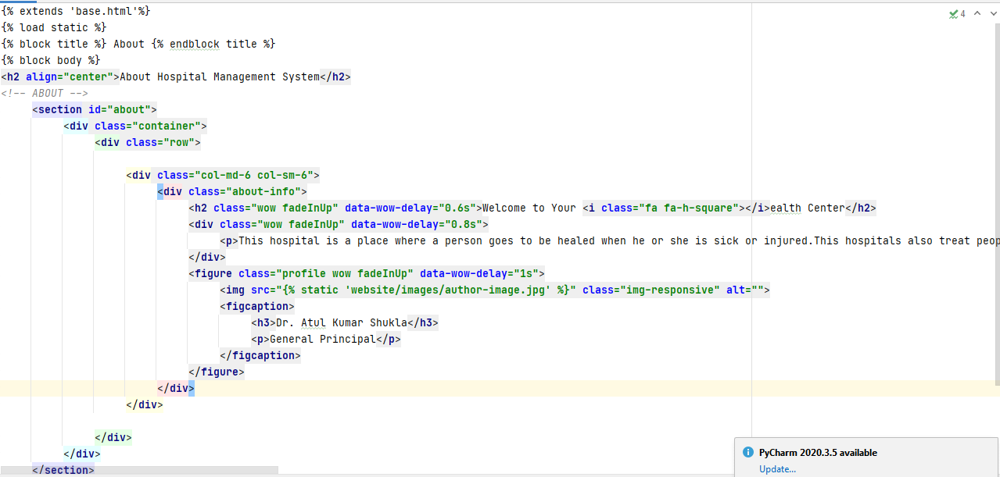 {% extends 'base.html'%}
4
{% load static %}
{% block title %} About {% endblock title %}
{% block body %}
<h2 align="center">About Hospital Management System</h2>
<!-- ABOUT -->
<section id="about">
<div class="container">
<div class="row">
<div class="col-md-6 col-sm-6">
<div class="about-info">
<h2 class="wow fadeInUp" data-wow-delay="0.6s">Welcome to Your <i class="fa fa-h-square"></i>ealth Center</h2>
<div class="wow fadeInUp" data-wow-delay="0.8s">
<p>This hospital is a place where a person goes to be healed when he or she is sick or injured.This hospitals also treat peop
</div>
<figure class="profile wow fadeInUp" data-wow-delay="1s">
<img src="{% static 'website/images/author-image.jpg' %}" class="img-responsive" alt="">
<figcaption>
<h3>Dr. Atul Kumar Shukla</h3>
<p>General Principal</p>
</figcaption>
</figure>
</div>
</div>
</div>
</div>
</section>
PyCharm 2020.3.5 available
Update...